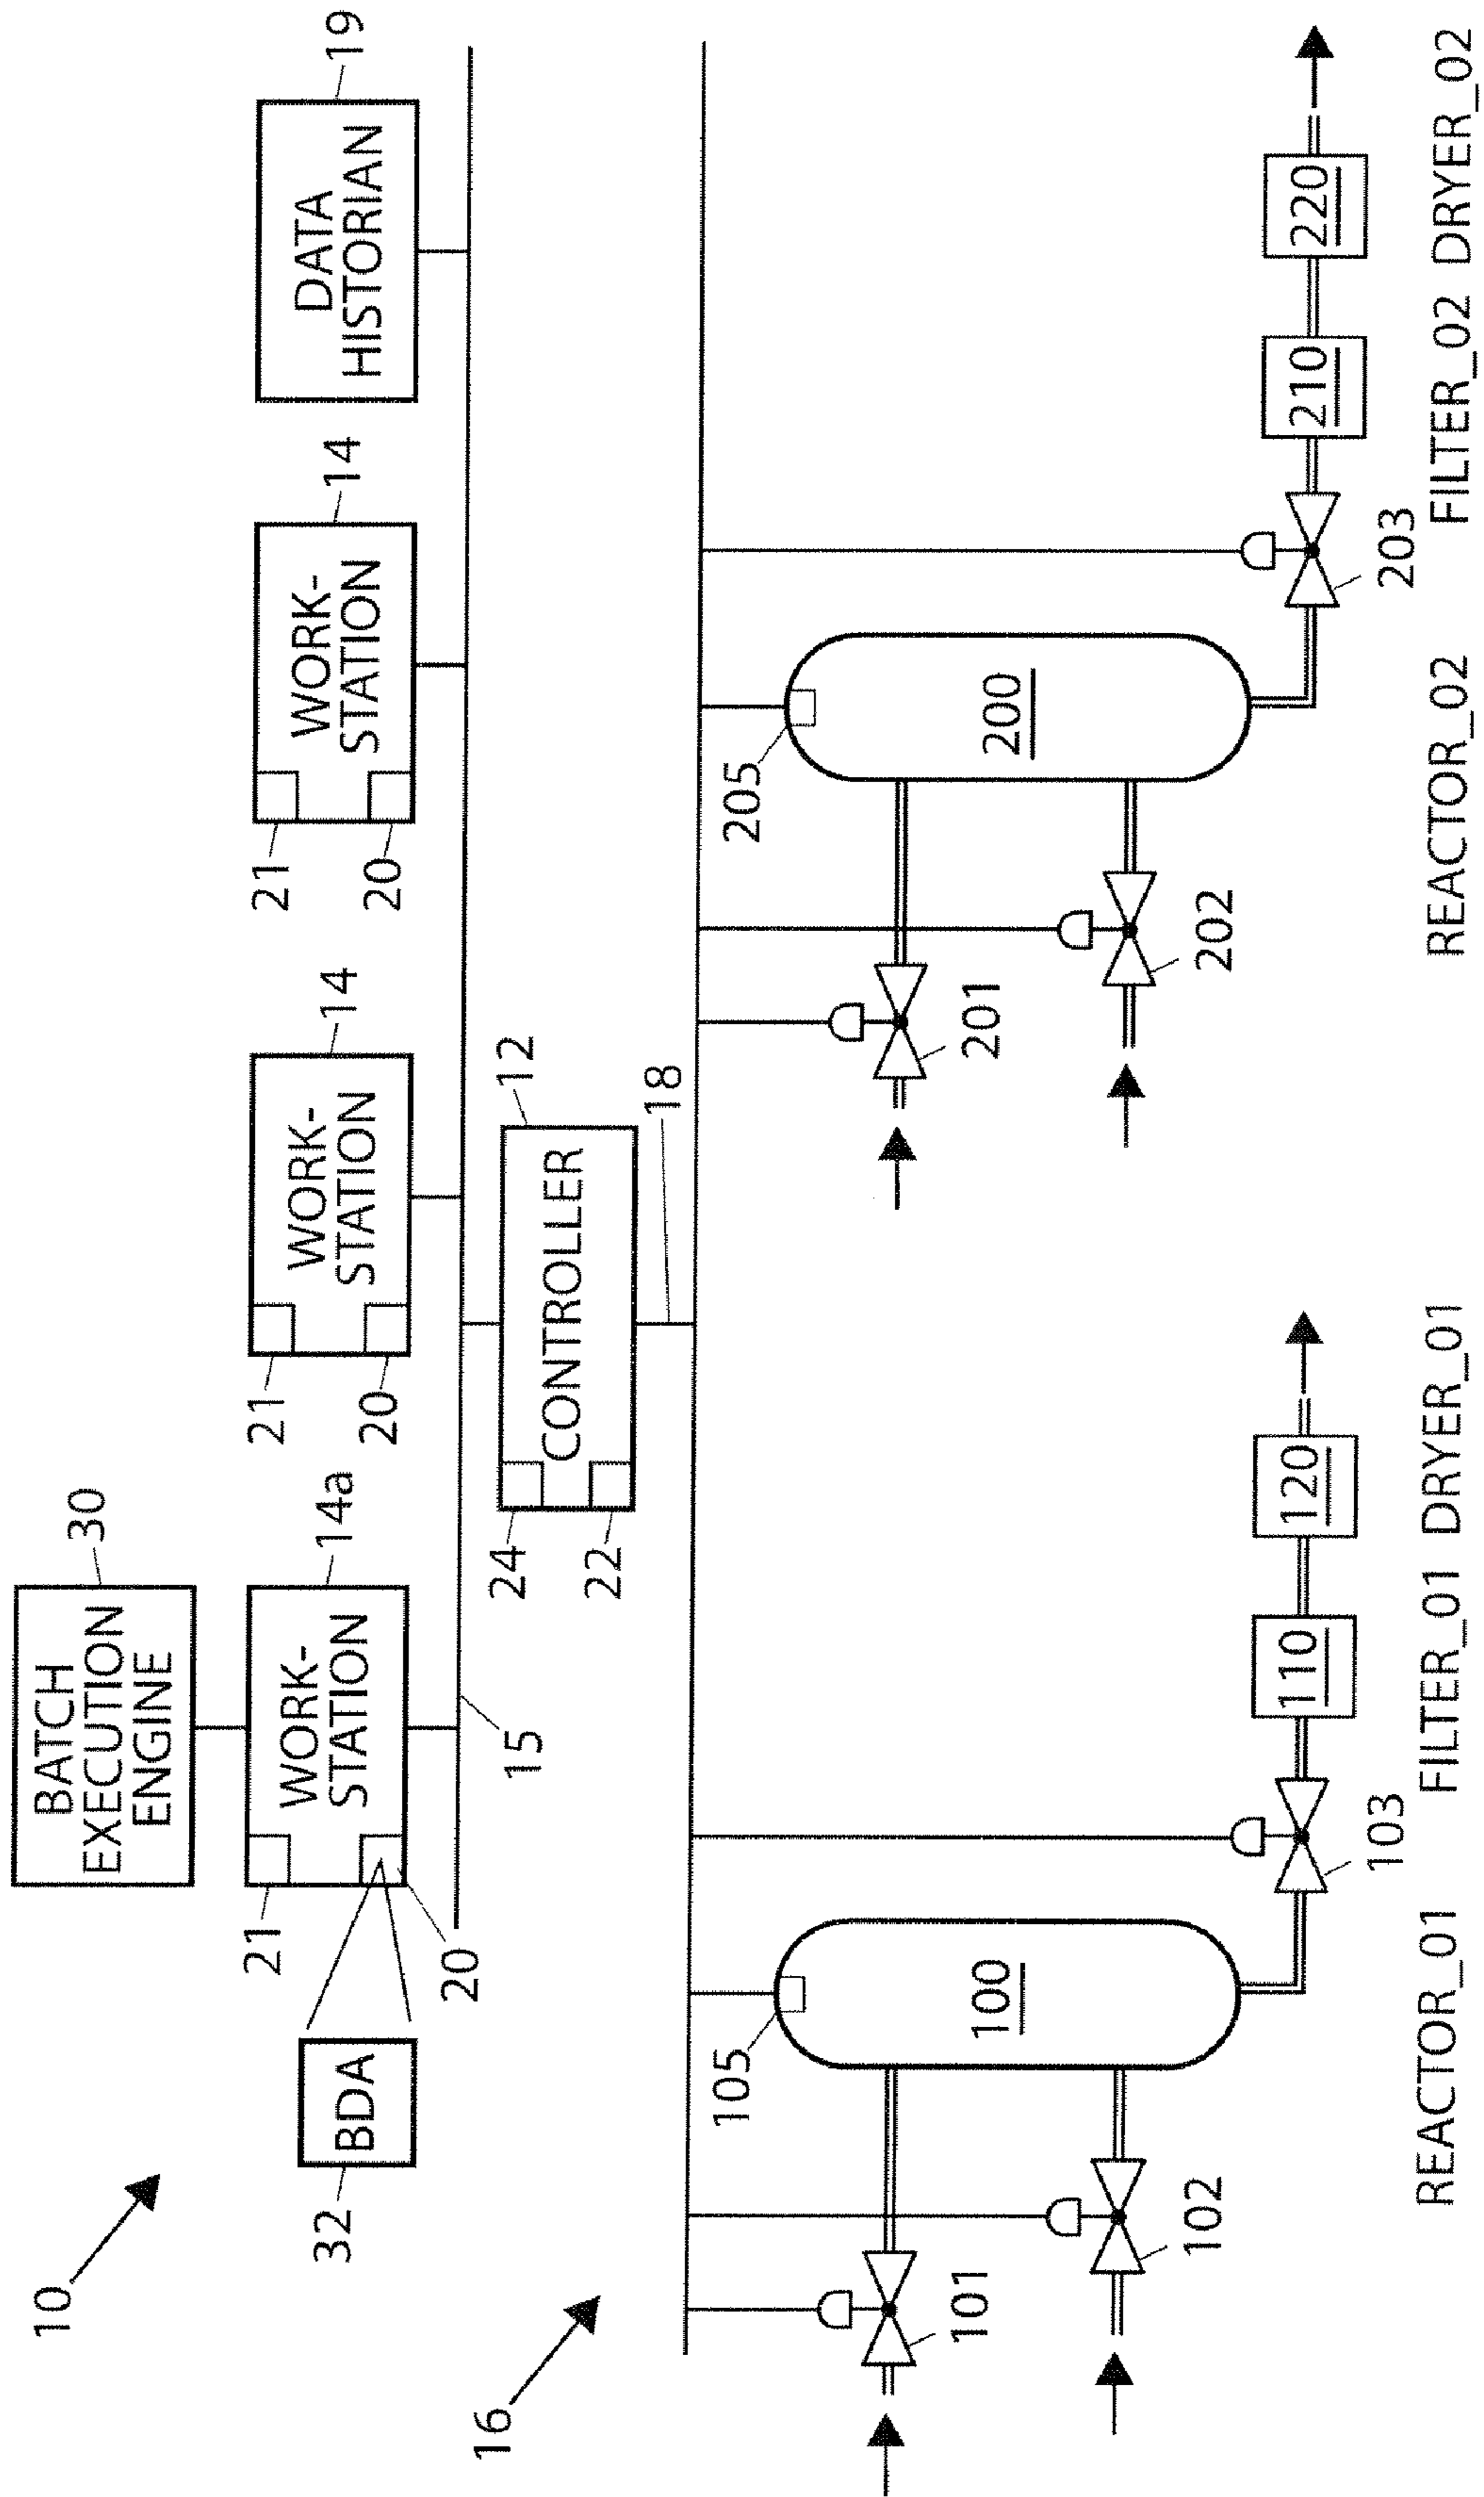 10
BATCH
EXECUTION
ENGINE
30
32
BDA
21
20
WORK-
STATION
14a
21
20
WORK-
STATION
14
21
20
WORK-
STATION
14
DATA
HISTORIAN
19
15
24
22
CONTROLLER
12
18
16
101
102
105
100
103
110
120
201
202
205
200
203
210
220
REACTOR_01
FILTER_01
DRYER_01
REACTOR_02
FILTER_02
DRYER_02